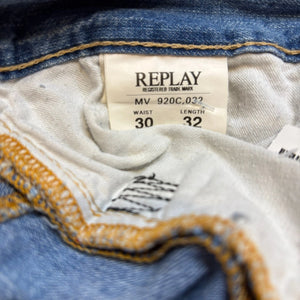 REPLAY
REGISTERED TRADE MARK
MV 920C.032
WAIST LENGTH
30 32